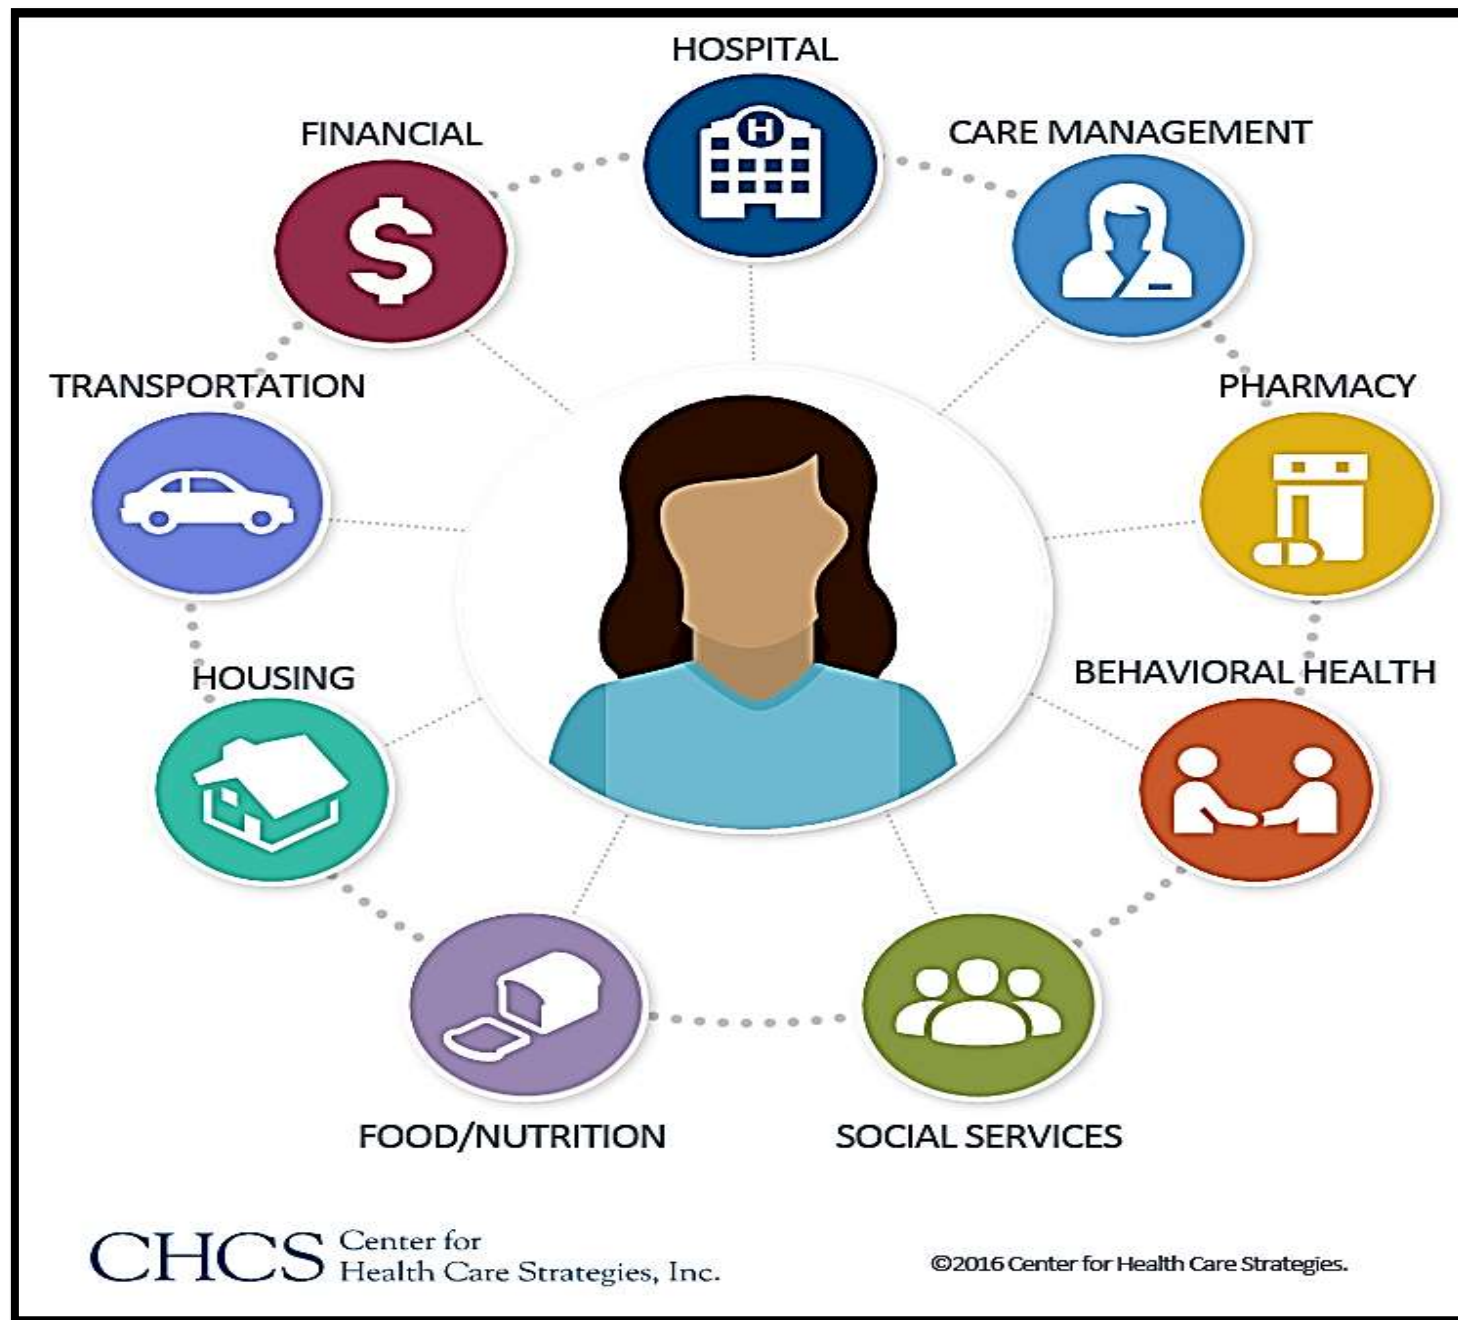 HOSPITAL
FINANCIAL
CARE MANAGEMENT
TRANSPORTATION
PHARMACY
HOUSING
BEHAVIORAL HEALTH
FOOD/NUTRITION
SOCIAL SERVICES
CHCS Center for
Health Care Strategies, Inc.
©2016 Center for Health Care Strategies.
H
$